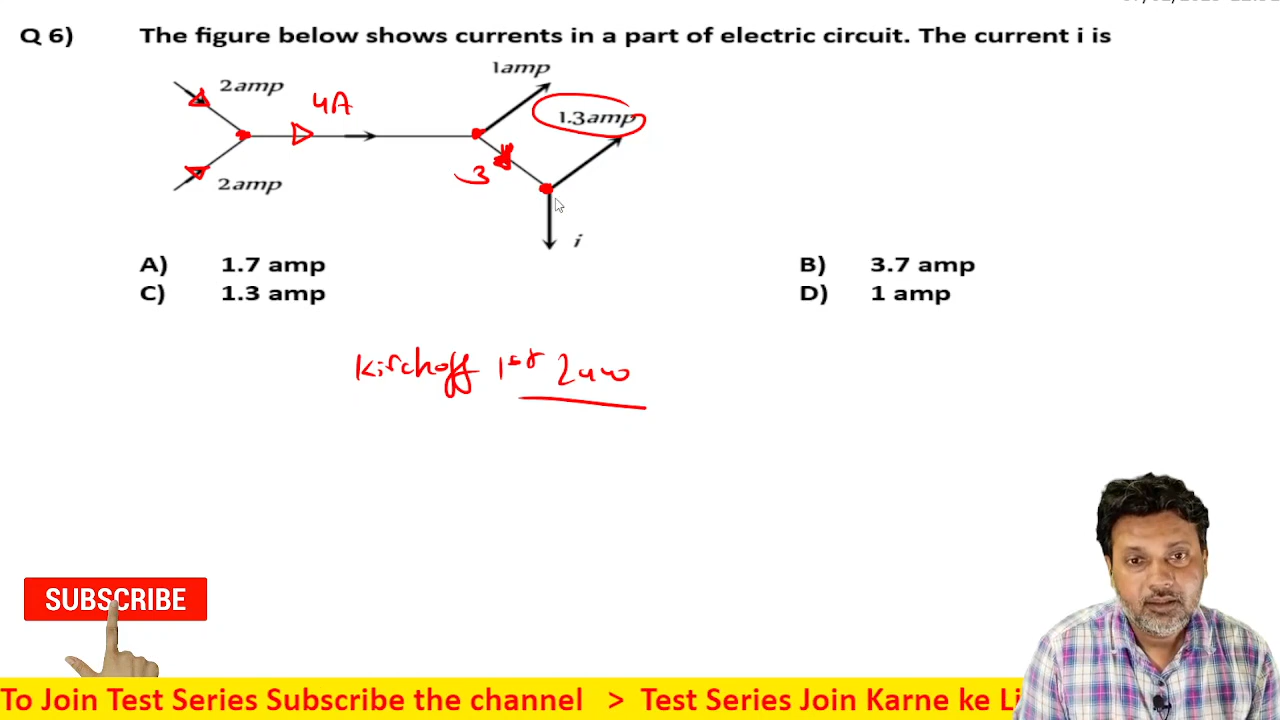 Q 6) The figure below shows currents in a part of electric circuit. The current i is
1amp
2amp
4A
1.3amp
3
2amp
i
A) 1.7 amp B) 3.7 amp
C) 1.3 amp D) 1 amp
Kirchoff 1st Law
SUBSCRIBE
To Join Test Series Subscribe the channel > Test Series Join Karne ke Li